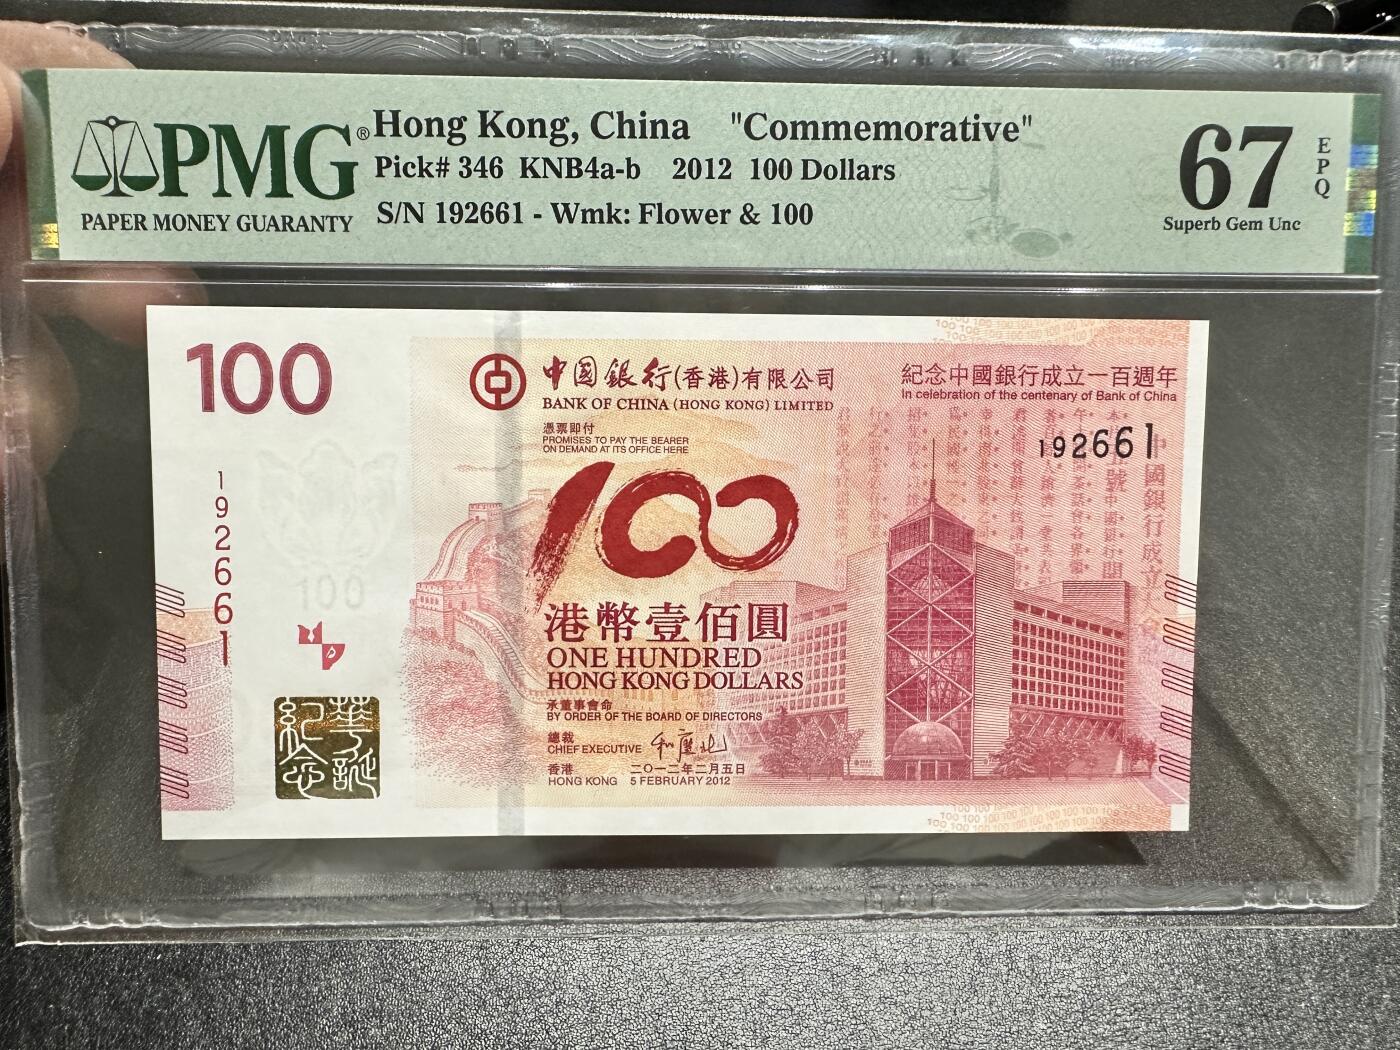 PMG®
PAPER MONEY GUARANTY
Hong Kong, China "Commemorative"
Pick# 346 KNB4a-b 2012 100 Dollars
S/N 192661 - Wmk: Flower & 100
67
EPQ
Superb Gem Unc
100
中國銀行(香港)有限公司
BANK OF CHINA (HONG KONG) LIMITED
紀念中國銀行成立一百週年
In celebration of the centenary of Bank of China
憑票即付
PROMISES TO PAY THE BEARER
ON DEMAND AT ITS OFFICE HERE
192661
192661
100
100
港幣壹佰圓
ONE HUNDRED
HONG KONG DOLLARS
承董事會命
BY ORDER OF THE BOARD OF DIRECTORS
總裁
CHIEF EXECUTIVE
香港 二〇一二年二月五日
HONG KONG 5 FEBRUARY 2012
華誕
紀念